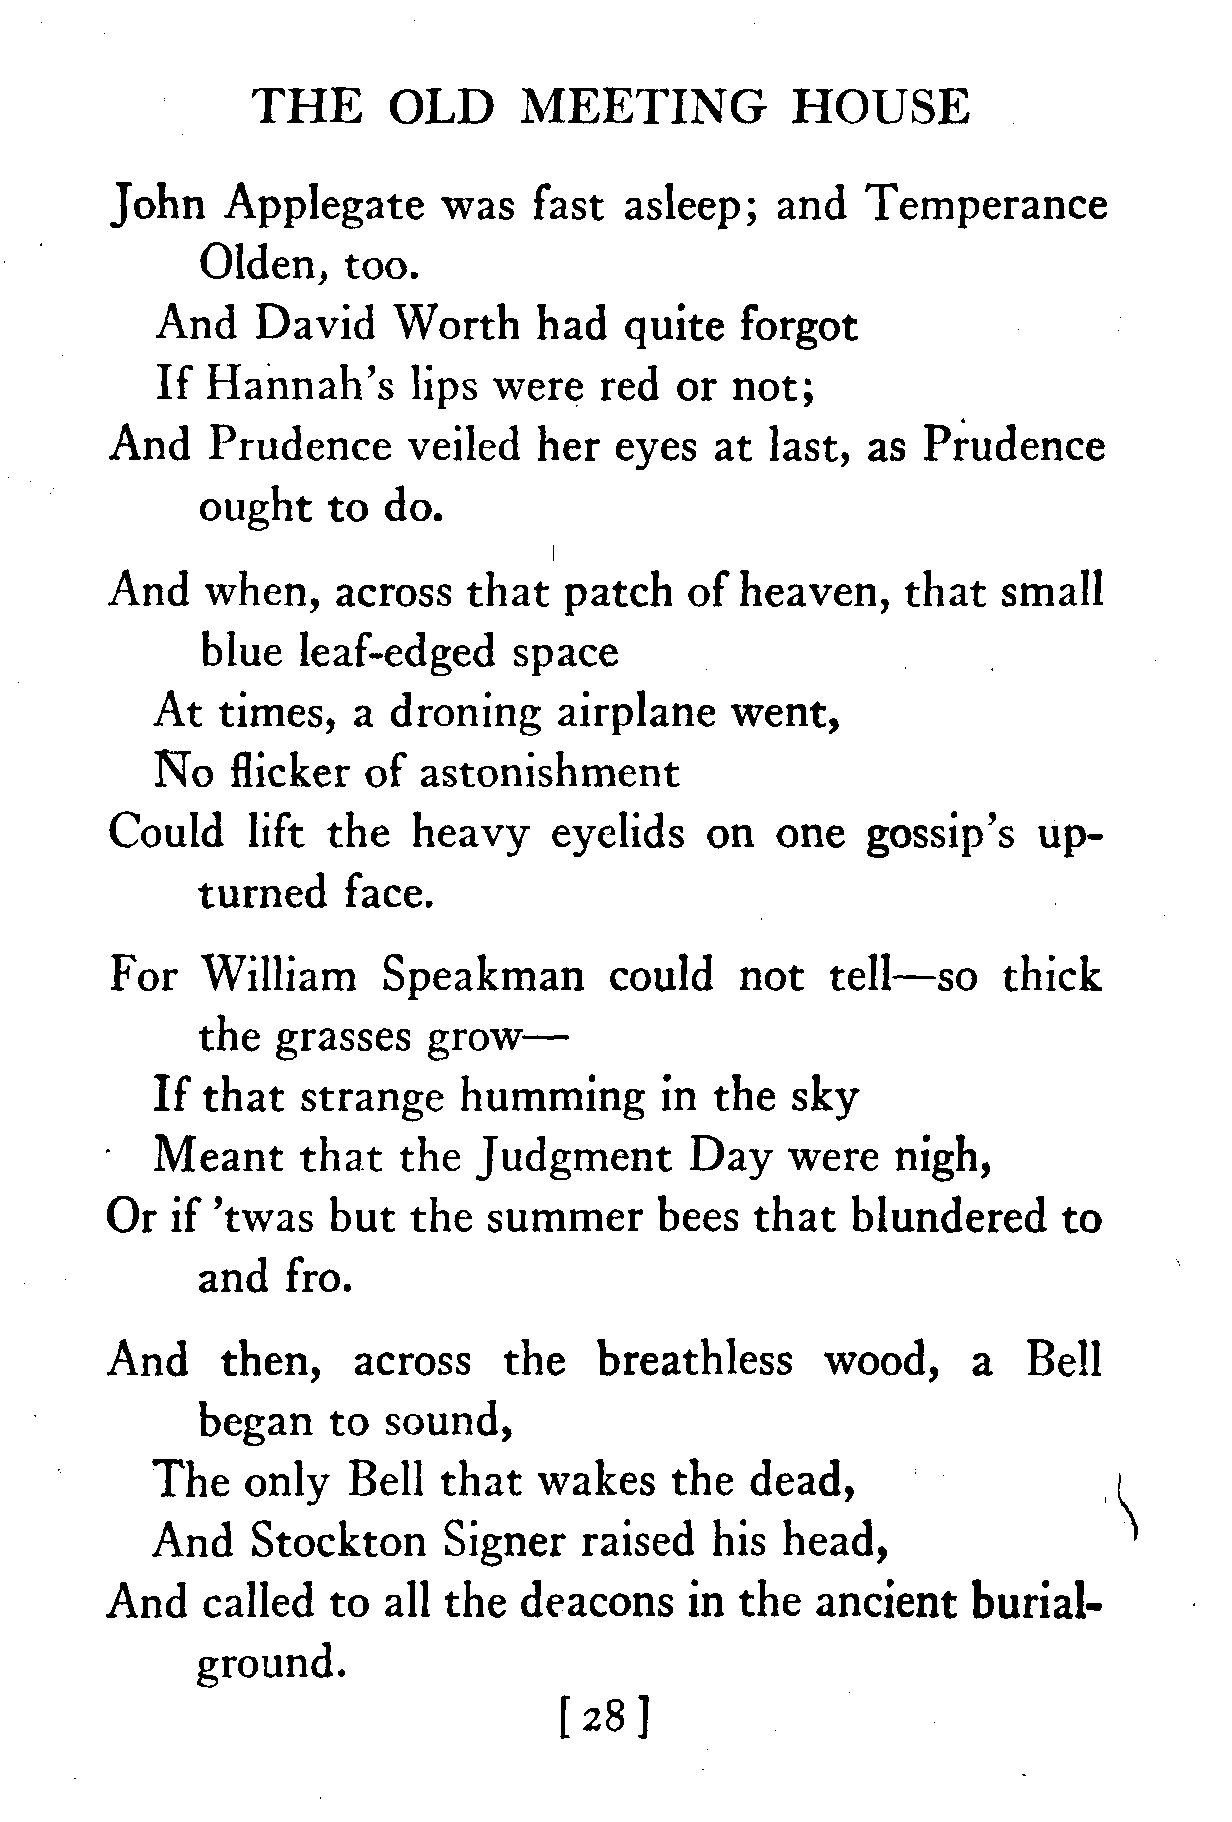 THE OLD MEETING HOUSE
John Applegate was fast asleep; and Temperance
Olden, too.
And David Worth had quite forgot
If Hannah's lips were red or not;
And Prudence veiled her eyes at last, as Prudence
ought to do.
And when, across that patch of heaven, that small
blue leaf-edged space
At times, a droning airplane went,
No flicker of astonishment
Could lift the heavy eyelids on one gossip's up-
turned face.
For William Speakman could not tell—so thick
the grasses grow—
If that strange humming in the sky
Meant that the Judgment Day were nigh,
Or if 'twas but the summer bees that blundered to
and fro.
And then, across the breathless wood, a Bell
began to sound,
The only Bell that wakes the dead,
And Stockton Signer raised his head,
And called to all the deacons in the ancient burial-
ground.
[ 28 ]